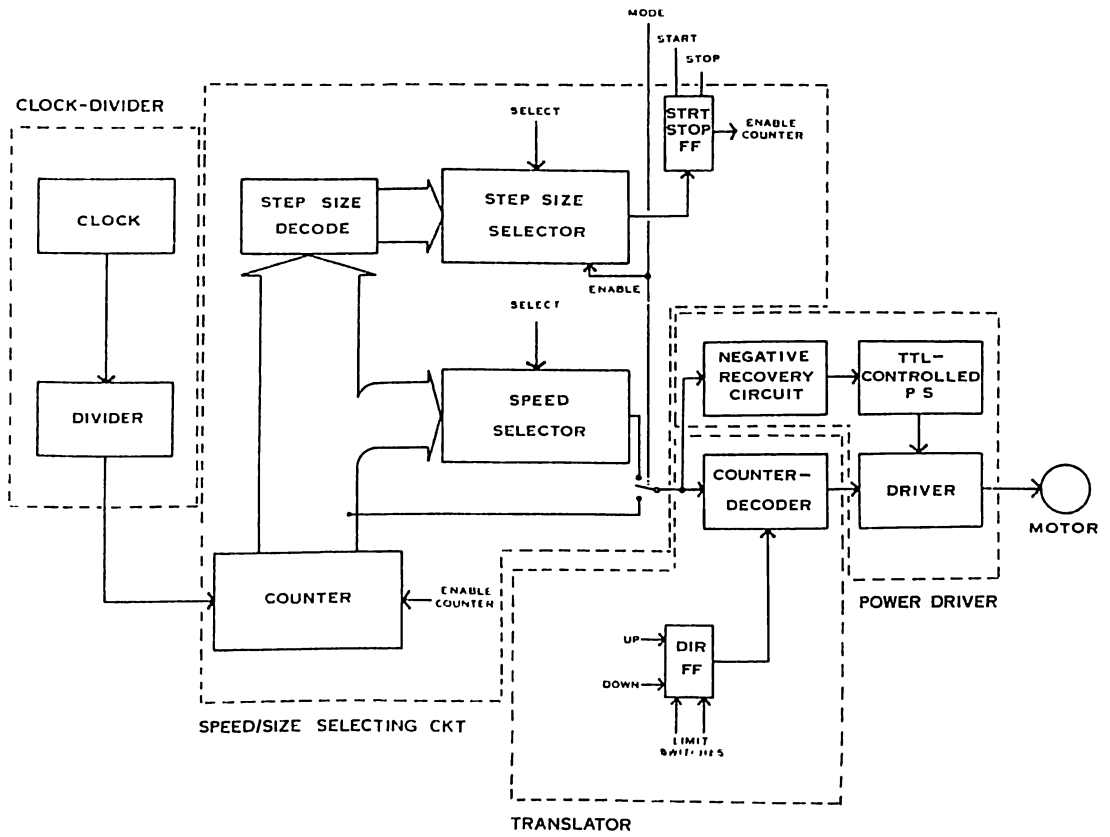 MODE
START
STOP
CLOCK-DIVIDER
SELECT
STRT
STOP
FF
ENABLE
COUNTER
CLOCK
STEP SIZE
DECODE
STEP SIZE
SELECTOR
ENABLE
SELECT
NEGATIVE
RECOVERY
CIRCUIT
TTL-
CONTROLLED
PS
DIVIDER
SPEED
SELECTOR
COUNTER-
DECODER
DRIVER
MOTOR
COUNTER
ENABLE
COUNTER
POWER DRIVER
UP
DOWN
DIR
FF
LIMIT
SWITCHES
SPEED/SIZE SELECTING CKT
TRANSLATOR